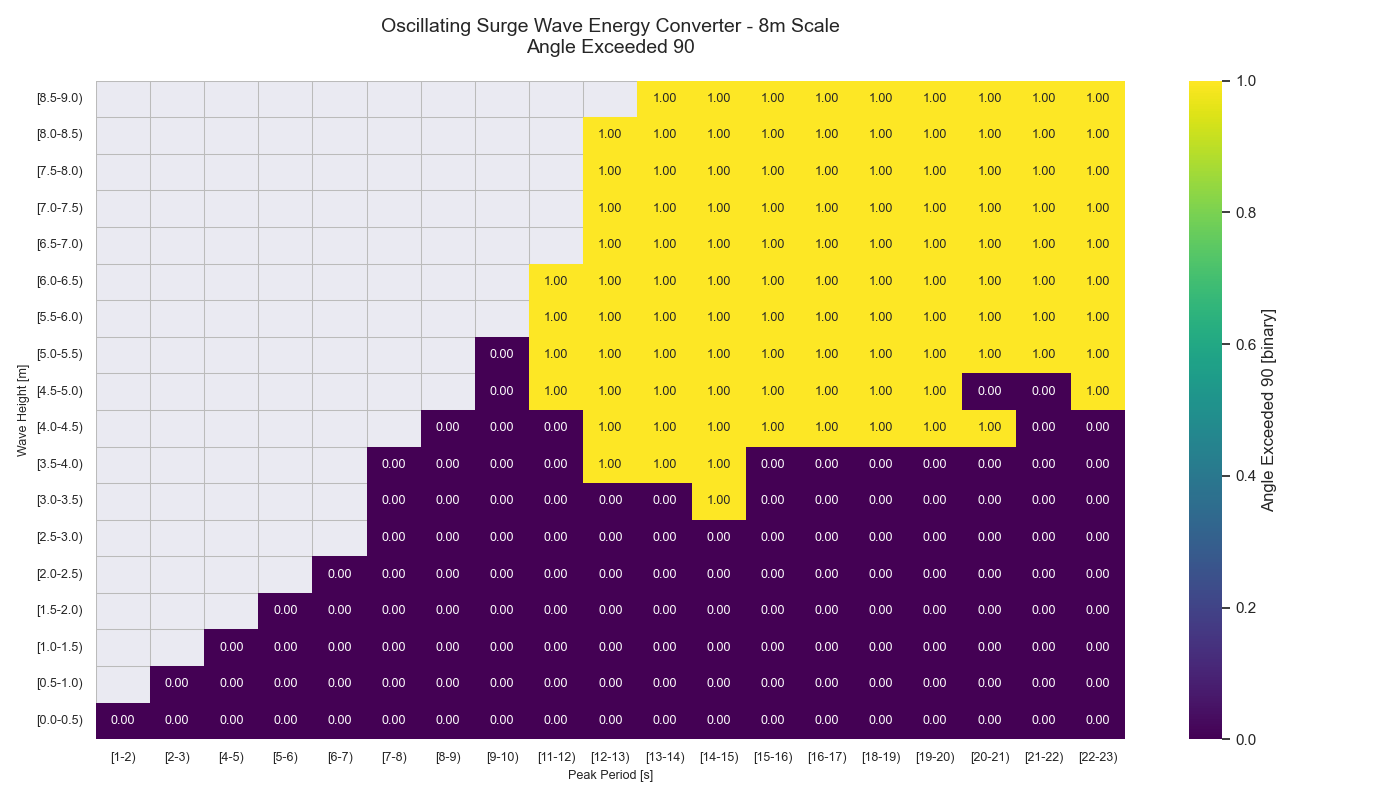 Oscillating Surge Wave Energy Converter - 8m Scale
Angle Exceeded 90
[8.5-9.0) 1.00 1.00 1.00 1.00 1.00 1.00 1.00 1.00 1.00
[8.0-8.5) 1.00 1.00 1.00 1.00 1.00 1.00 1.00 1.00 1.00 1.00
[7.5-8.0) 1.00 1.00 1.00 1.00 1.00 1.00 1.00 1.00 1.00 1.00
[7.0-7.5) 1.00 1.00 1.00 1.00 1.00 1.00 1.00 1.00 1.00 1.00
[6.5-7.0) 1.00 1.00 1.00 1.00 1.00 1.00 1.00 1.00 1.00 1.00
[6.0-6.5) 1.00 1.00 1.00 1.00 1.00 1.00 1.00 1.00 1.00 1.00 1.00
[5.5-6.0) 1.00 1.00 1.00 1.00 1.00 1.00 1.00 1.00 1.00 1.00 1.00
[5.0-5.5) 0.00 1.00 1.00 1.00 1.00 1.00 1.00 1.00 1.00 1.00 1.00 1.00
[4.5-5.0) 0.00 1.00 1.00 1.00 1.00 1.00 1.00 1.00 1.00 0.00 0.00 1.00
[4.0-4.5) 0.00 0.00 0.00 1.00 1.00 1.00 1.00 1.00 1.00 1.00 1.00 0.00 0.00
[3.5-4.0) 0.00 0.00 0.00 0.00 1.00 1.00 1.00 0.00 0.00 0.00 0.00 0.00 0.00 0.00
[3.0-3.5) 0.00 0.00 0.00 0.00 0.00 0.00 1.00 0.00 0.00 0.00 0.00 0.00 0.00 0.00
[2.5-3.0) 0.00 0.00 0.00 0.00 0.00 0.00 0.00 0.00 0.00 0.00 0.00 0.00 0.00 0.00
[2.0-2.5) 0.00 0.00 0.00 0.00 0.00 0.00 0.00 0.00 0.00 0.00 0.00 0.00 0.00 0.00 0.00
[1.5-2.0) 0.00 0.00 0.00 0.00 0.00 0.00 0.00 0.00 0.00 0.00 0.00 0.00 0.00 0.00 0.00 0.00
[1.0-1.5) 0.00 0.00 0.00 0.00 0.00 0.00 0.00 0.00 0.00 0.00 0.00 0.00 0.00 0.00 0.00 0.00 0.00
[0.5-1.0) 0.00 0.00 0.00 0.00 0.00 0.00 0.00 0.00 0.00 0.00 0.00 0.00 0.00 0.00 0.00 0.00 0.00 0.00
[0.0-0.5) 0.00 0.00 0.00 0.00 0.00 0.00 0.00 0.00 0.00 0.00 0.00 0.00 0.00 0.00 0.00 0.00 0.00 0.00 0.00
[1-2) [2-3) [4-5) [5-6) [6-7) [7-8) [8-9) [9-10) [11-12) [12-13) [13-14) [14-15) [15-16) [16-17) [18-19) [19-20) [20-21) [21-22) [22-23)
Peak Period [s]
Wave Height [m]
1.0
0.8
0.6
0.4
0.2
0.0
Angle Exceeded 90 [binary]